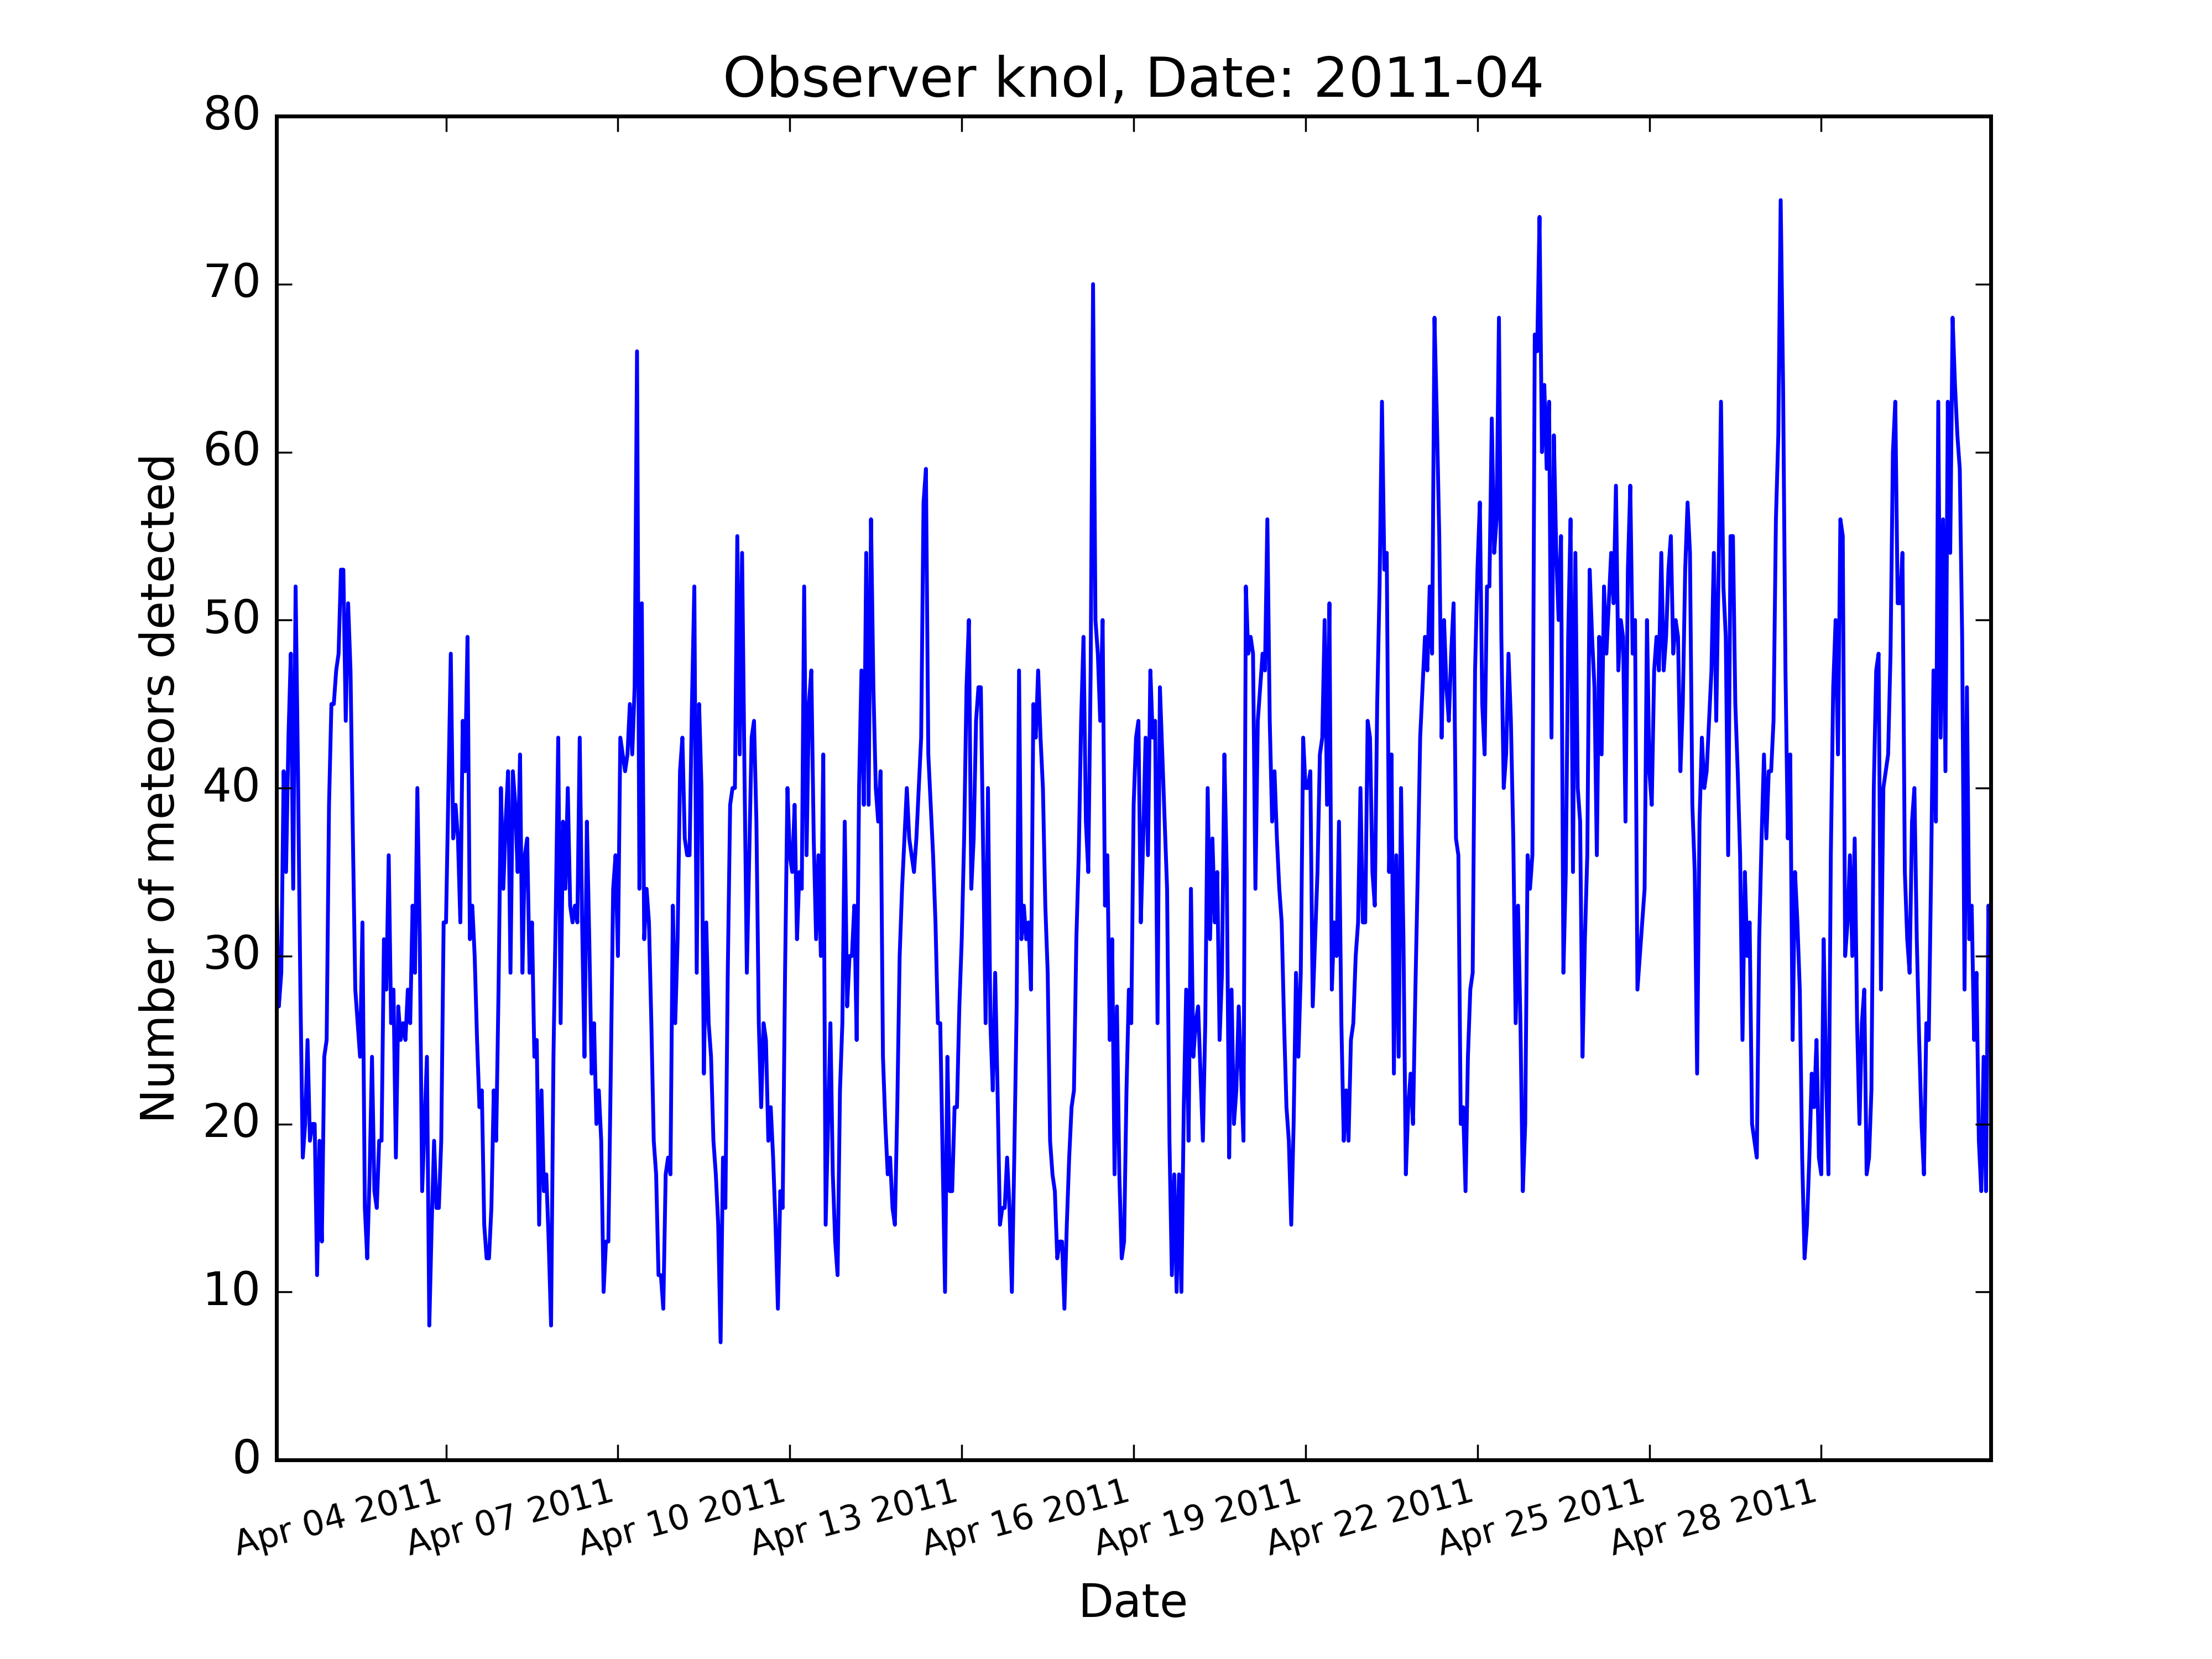 Observer knol, Date: 2011-04
80
70
60
50
40
30
20
10
0
Number of meteors detected
Apr 04 2011
Apr 07 2011
Apr 10 2011
Apr 13 2011
Apr 16 2011
Apr 19 2011
Apr 22 2011
Apr 25 2011
Apr 28 2011
Date